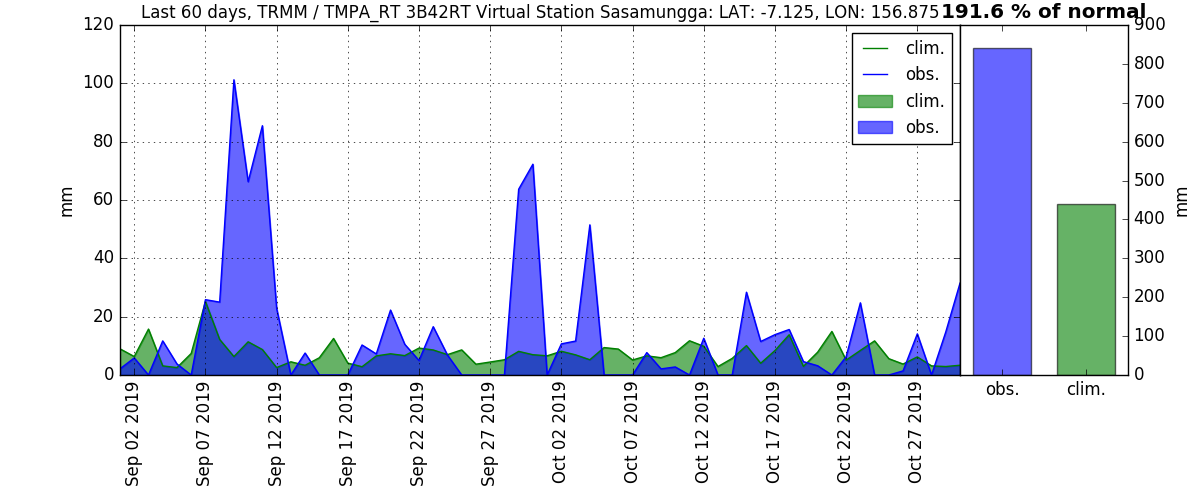 Last 60 days, TRMM / TMPA_RT 3B42RT Virtual Station Sasamungga: LAT: -7.125, LON: 156.875
191.6 % of normal
120
100
80
60
40
20
0
mm
clim.
obs.
clim.
obs.
Sep 02 2019
Sep 07 2019
Sep 12 2019
Sep 17 2019
Sep 22 2019
Sep 27 2019
Oct 02 2019
Oct 07 2019
Oct 12 2019
Oct 17 2019
Oct 22 2019
Oct 27 2019
900
800
700
600
500
400
300
200
100
0
mm
obs.
clim.